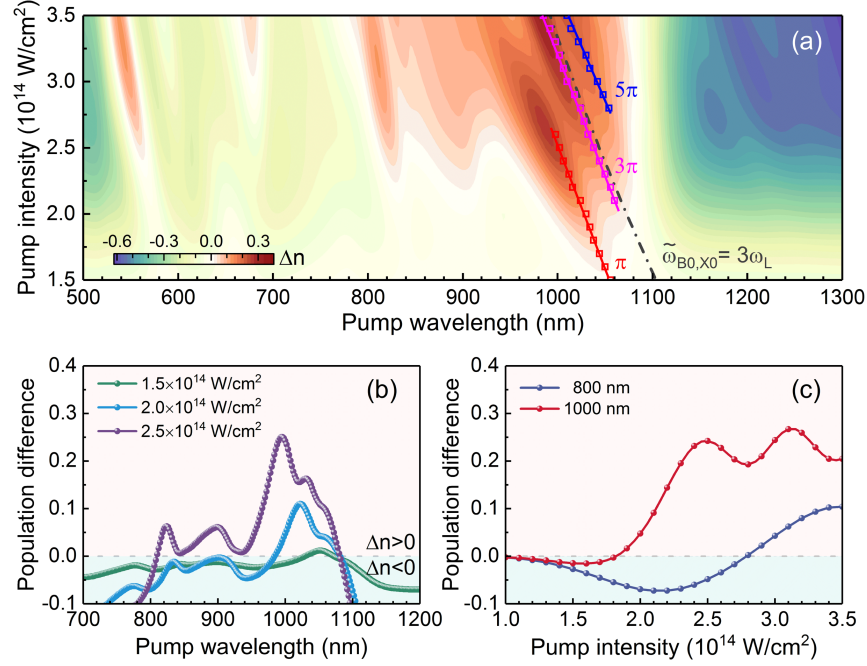 3.5
3.0
2.5
2.0
1.5
Pump intensity (10¹⁴ W/cm²)
(a)
5π
3π
π
ω̃B0,X0= 3ωL
-0.6 -0.3 0.0 0.3
Δn
500 600 700 800 900 1000 1100 1200 1300
Pump wavelength (nm)
0.4
0.3
0.2
0.1
0.0
-0.1
Population difference
(b)
1.5×10¹⁴ W/cm²
2.0×10¹⁴ W/cm²
2.5×10¹⁴ W/cm²
Δn>0
Δn<0
700 800 900 1000 1100 1200
Pump wavelength (nm)
0.4
0.3
0.2
0.1
0.0
-0.1
Population difference
(c)
800 nm
1000 nm
1.0 1.5 2.0 2.5 3.0 3.5
Pump intensity (10¹⁴ W/cm²)